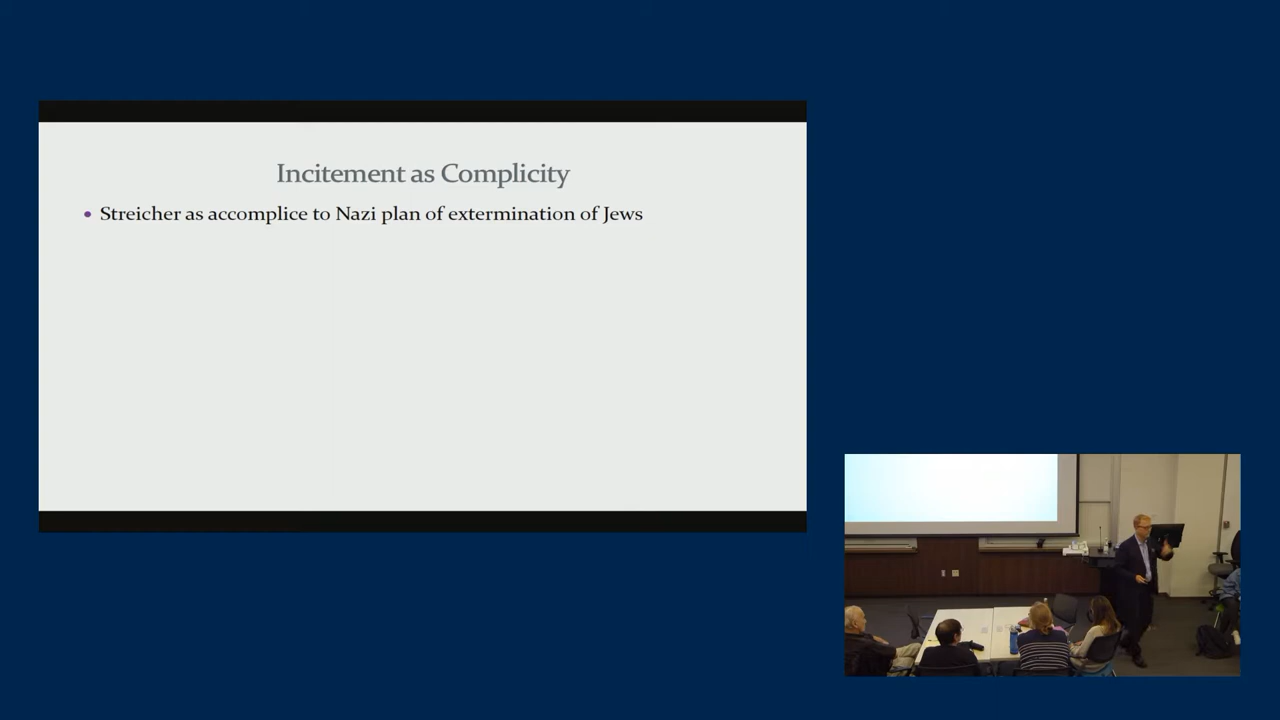 Incitement as Complicity
• Streicher as accomplice to Nazi plan of extermination of Jews